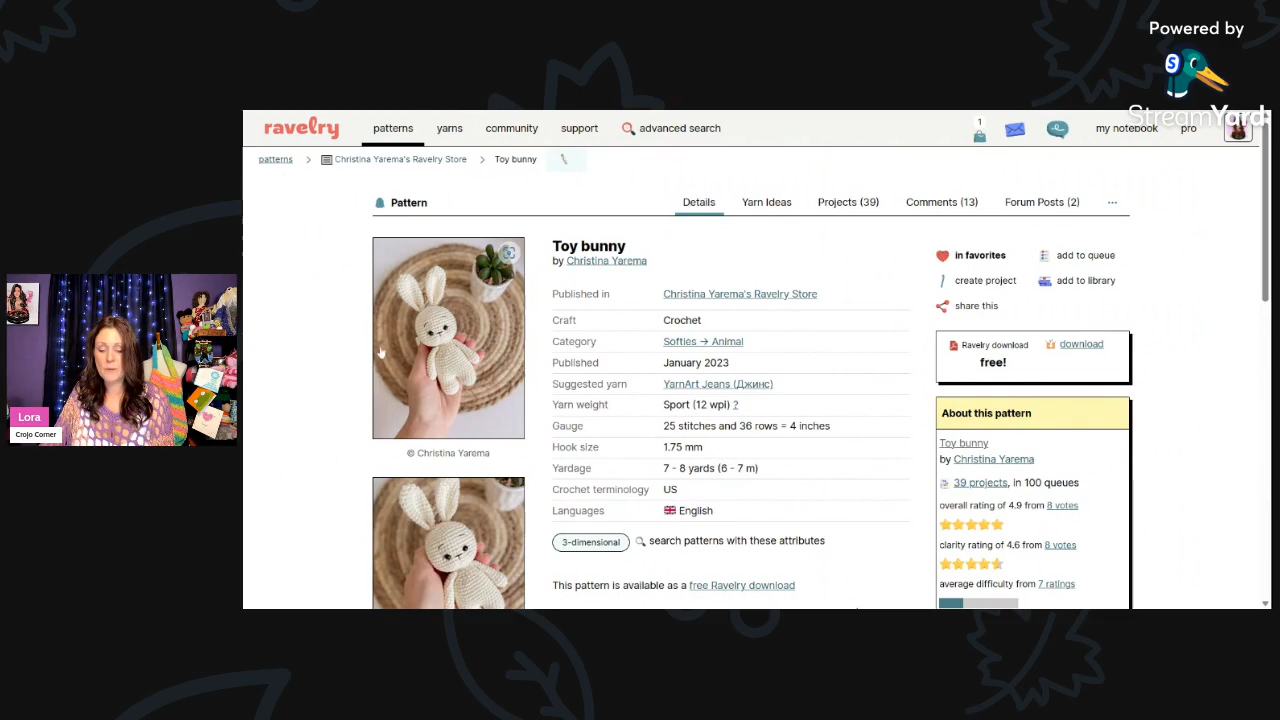 Powered by
StreamYard
ravelry patterns yarns community support advanced search 1 my notebook pro
patterns > Christina Yarema's Ravelry Store > Toy bunny
Pattern Details Yarn Ideas Projects (39) Comments (13) Forum Posts (2) ...
Toy bunny
by Christina Yarema
Published in Christina Yarema's Ravelry Store
Craft Crochet
Category Softies → Animal
Published January 2023
Suggested yarn YarnArt Jeans (Джинс)
Yarn weight Sport (12 wpi) ?
Gauge 25 stitches and 36 rows = 4 inches
Hook size 1.75 mm
Yardage 7 - 8 yards (6 - 7 m)
Crochet terminology US
Languages English
3-dimensional search patterns with these attributes
This pattern is available as a free Ravelry download
© Christina Yarema
in favorites add to queue
create project add to library
share this
Ravelry download download
free!
About this pattern
Toy bunny
by Christina Yarema
39 projects, in 100 queues
overall rating of 4.9 from 8 votes
clarity rating of 4.6 from 8 votes
average difficulty from 7 ratings
Lora
Crojo Corner